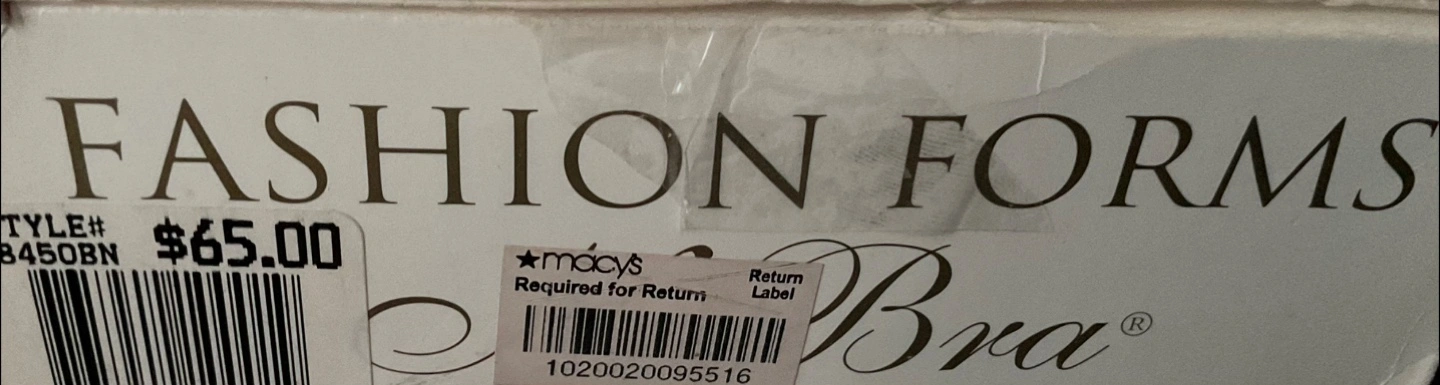 FASHION FORMS
TYLE#
8450BN
$65.00
★macy's
Required for Return
Return
Label
Bra®
1020020095516